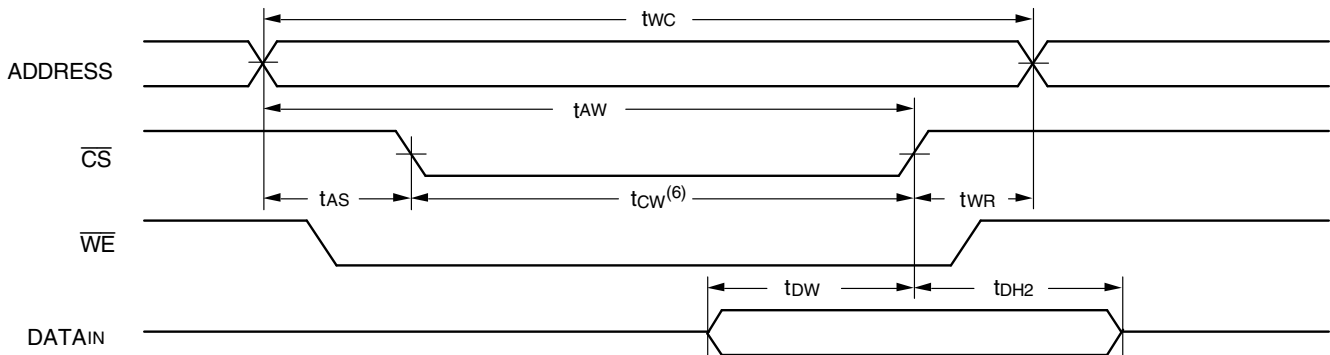 tWC
ADDRESS
tAW
CS
tAS
tCW(6)
tWR
WE
tDW
tDH2
DATAIN